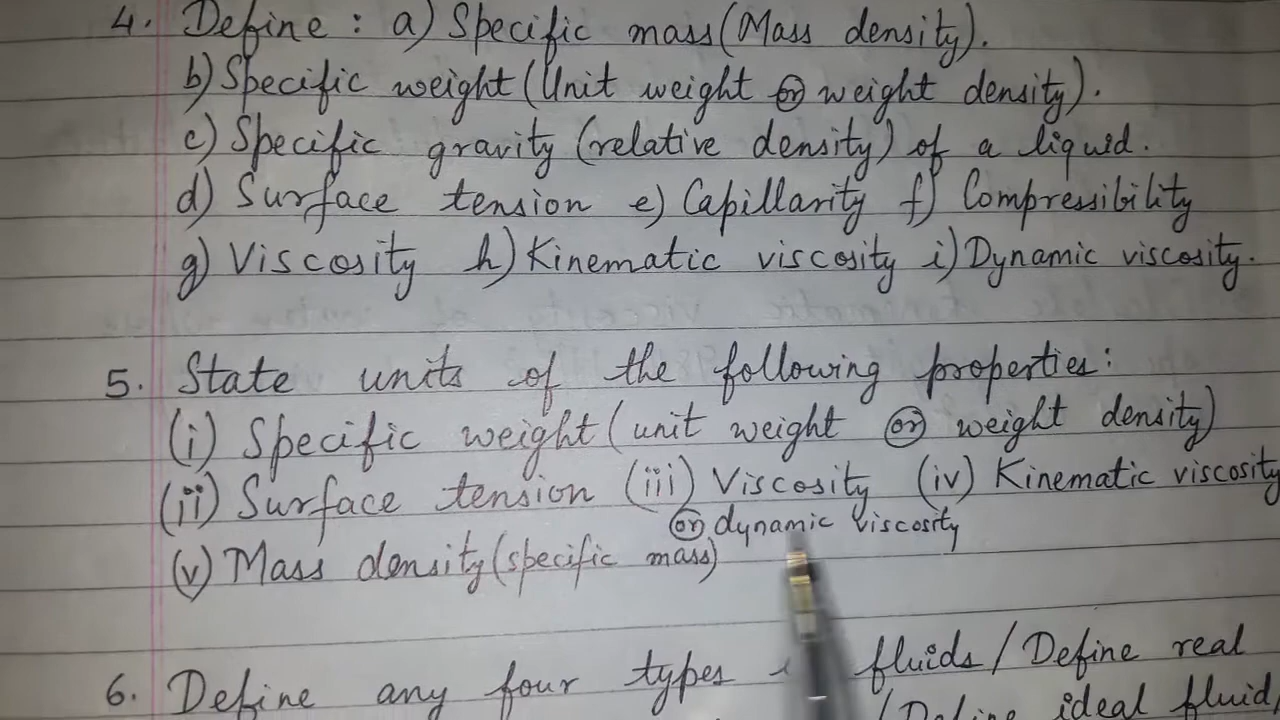 4. Define : a) Specific mass (Mass density).
b) Specific weight (Unit weight or weight density).
c) Specific gravity (relative density) of a liquid.
d) Surface tension e) Capillarity f) Compressibility
g) Viscosity h) Kinematic viscosity i) Dynamic viscosity.
5. State units of the following properties:
(i) Specific weight (unit weight or weight density)
(ii) Surface tension (iii) Viscosity (iv) Kinematic viscosity
or dynamic viscosity
(v) Mass density (specific mass)
6. Define any four types fluids / Define real
/ Define ideal fluid,